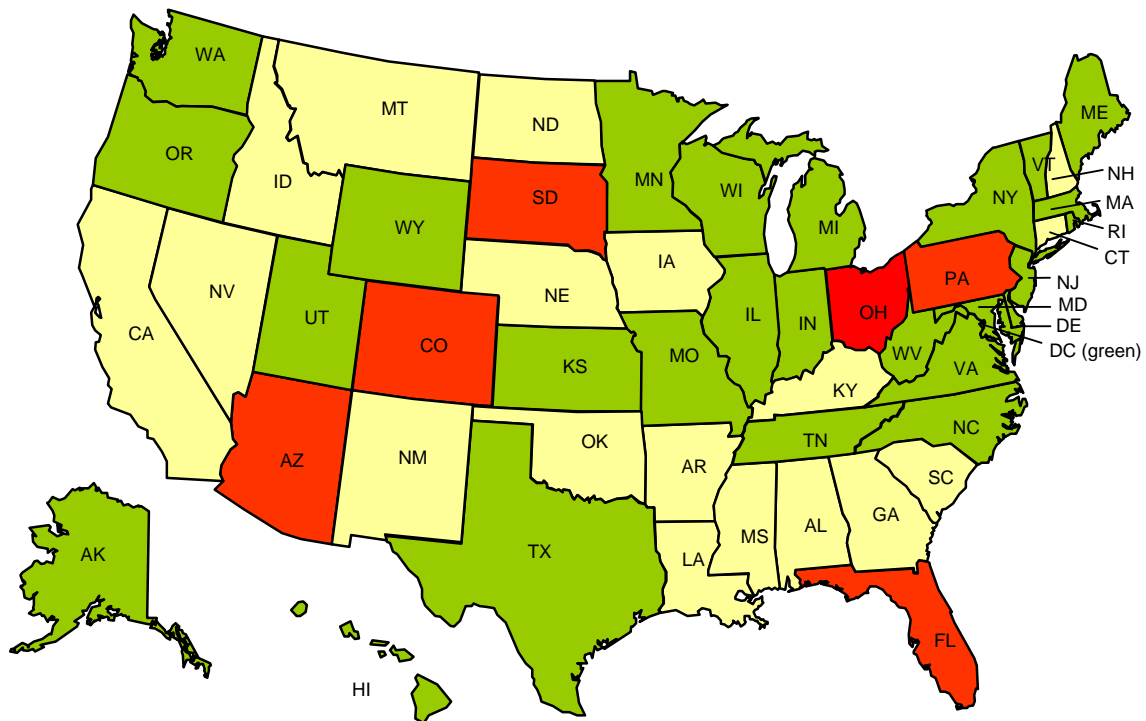 WA
MT
ND
ME
OR
ID
MN
VT
NH
SD
WI
NY
MA
WY
MI
RI
CT
IA
PA
NJ
NV
NE
MD
UT
IL
IN
OH
DE
CA
CO
DC (green)
KS
MO
WV
VA
KY
NC
OK
TN
AZ
NM
AR
SC
GA
MS
AL
TX
AK
LA
FL
HI